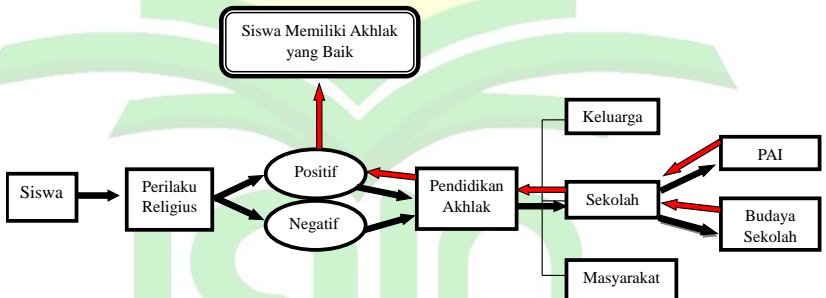 Siswa Memiliki Akhlak
yang Baik
Keluarga
PAI
Siswa
Perilaku
Religius
Positif
Negatif
Pendidikan
Akhlak
Sekolah
Budaya
Sekolah
Masyarakat